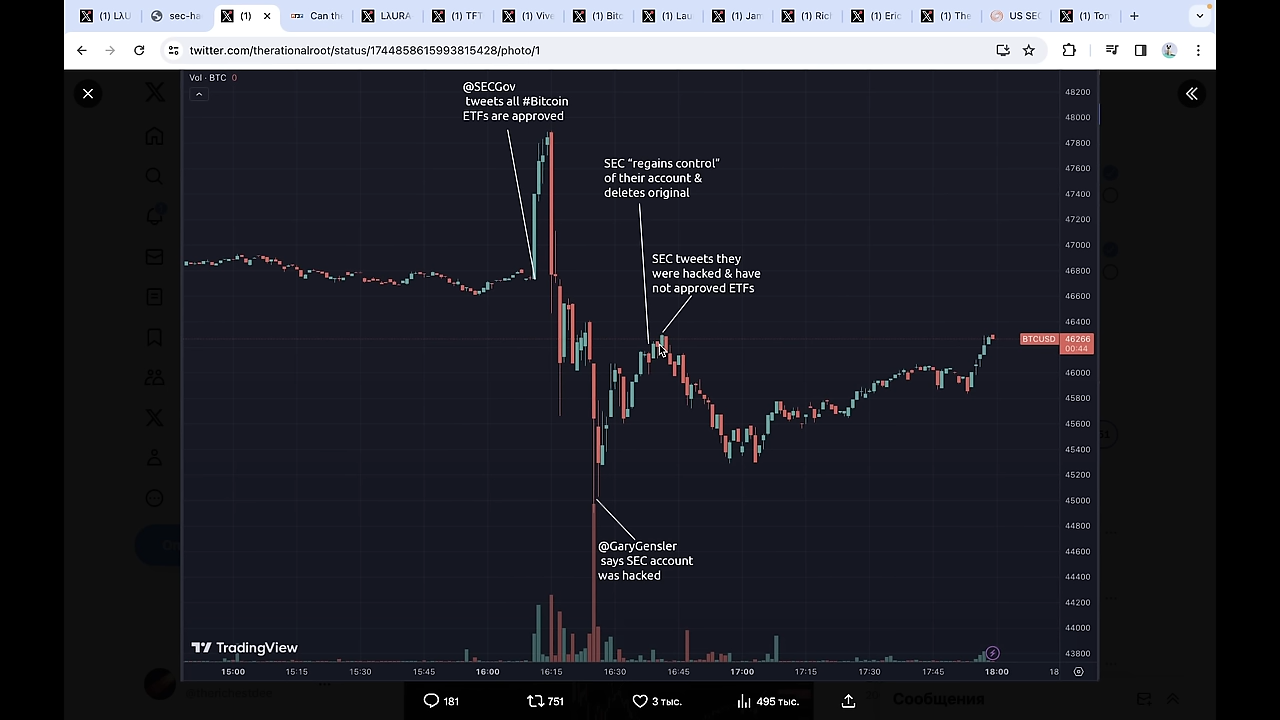 (1) LλU
sec-ha
(1)
Can th
LλURA
(1) TFT
(1) Vive
(1) Bitc
(1) Lau
(1) Jam
(1) Rich
(1) Eric
(1) The
US SEC
(1) Ton
twitter.com/therationalroot/status/1744858615993815428/photo/1
Vol · BTC 0
@SECGov
tweets all #Bitcoin
ETFs are approved
SEC “regains control”
of their account &
deletes original
SEC tweets they
were hacked & have
not approved ETFs
@GaryGensler
says SEC account
was hacked
48200
48000
47800
47600
47400
47200
47000
46800
46600
46400
BTCUSD 46266
00:44
46000
45800
45600
45400
45200
45000
44800
44600
44400
44200
44000
43800
TradingView
15:00 15:15 15:30 15:45 16:00 16:15 16:30 16:45 17:00 17:15 17:30 17:45 18:00 18
181 751 3 тыс. 495 тыс.
Сообщения